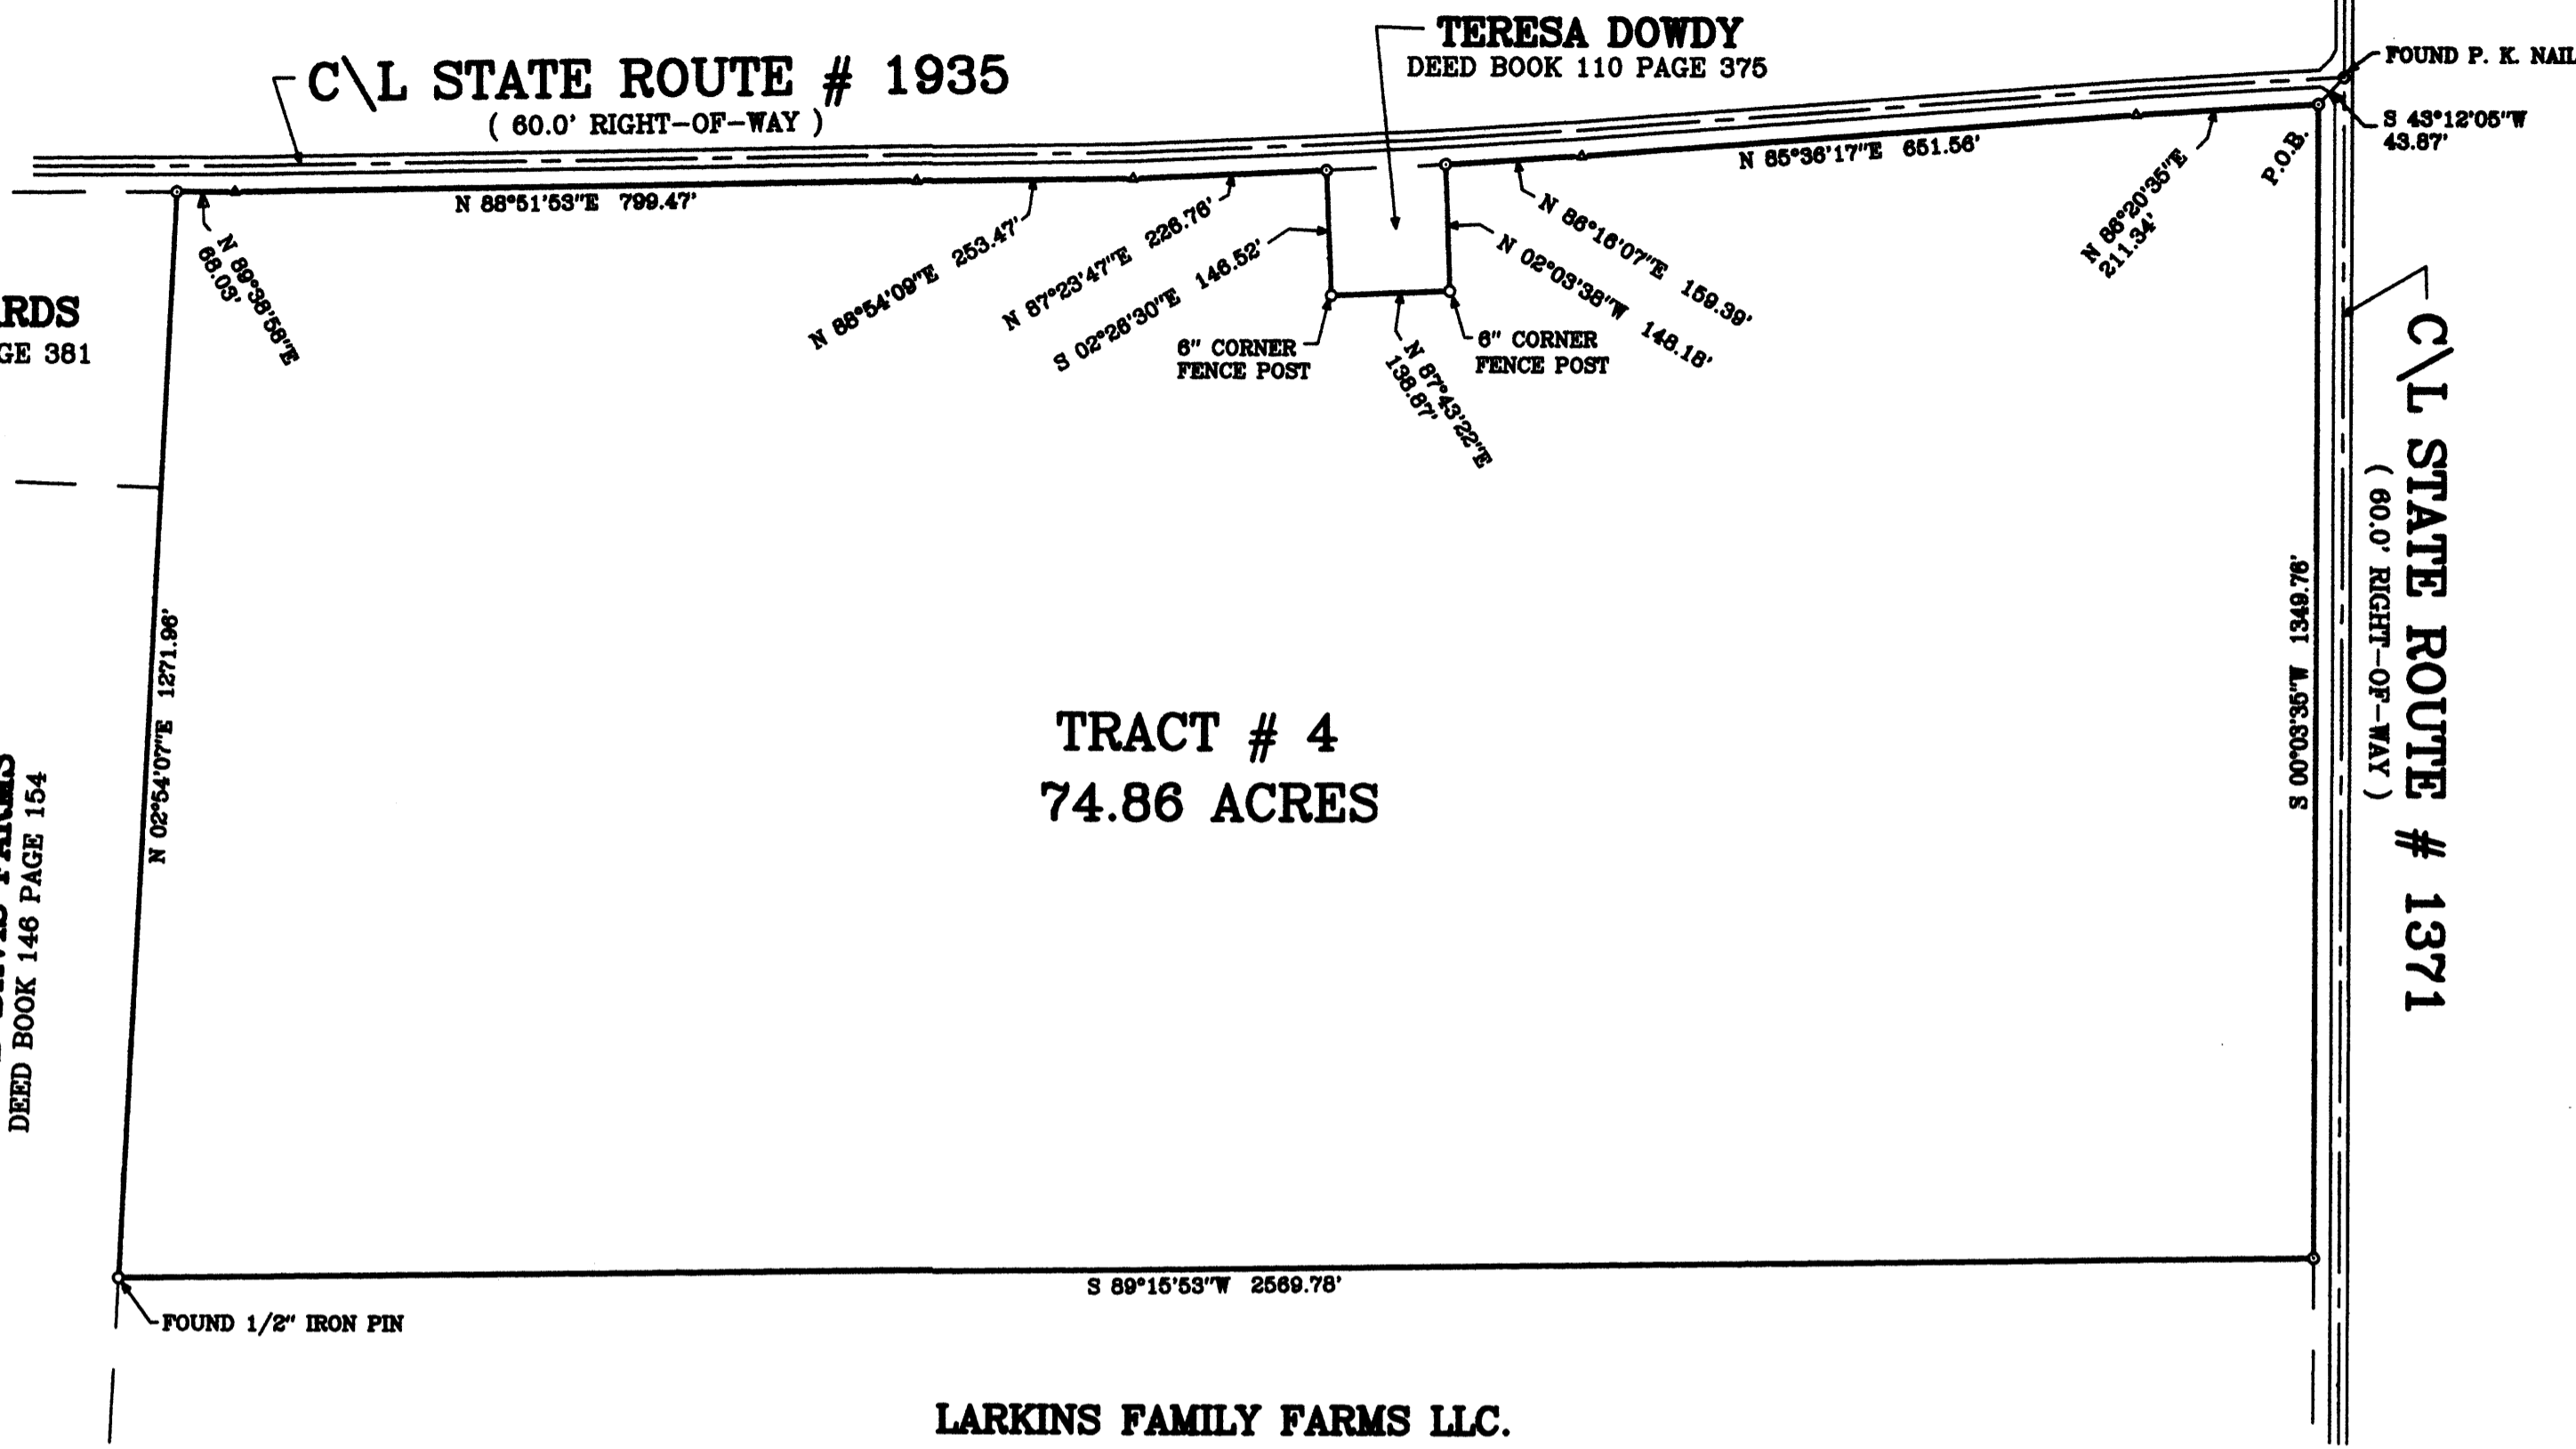 TERESA DOWDY
DEED BOOK 110 PAGE 375
FOUND P. K. NAIL
C\L STATE ROUTE # 1935
( 60.0' RIGHT-OF-WAY )
S 43°12'05"W
43.87'
P.O.B.
N 85°36'17"E 651.56'
N 86°20'35"E
211.34'
N 88°51'53"E 799.47'
N 89°38'58"E
68.03'
N 88°54'09"E 253.47'
N 87°23'47"E 226.76'
S 02°26'30"E 146.52'
N 86°16'07"E 159.39'
N 02°03'38"W 148.18'
6" CORNER
FENCE POST
6" CORNER
FENCE POST
N 87°43'22"E
138.87'
RDS
GE 381
C\L STATE ROUTE # 1371
( 60.0' RIGHT-OF-WAY )
S 00°03'35"W 1349.76'
N 02°54'07"E 1271.96'
TRACT # 4
74.86 ACRES
FARMS
DEED BOOK 146 PAGE 154
S 89°15'53"W 2569.78'
FOUND 1/2" IRON PIN
LARKINS FAMILY FARMS LLC.